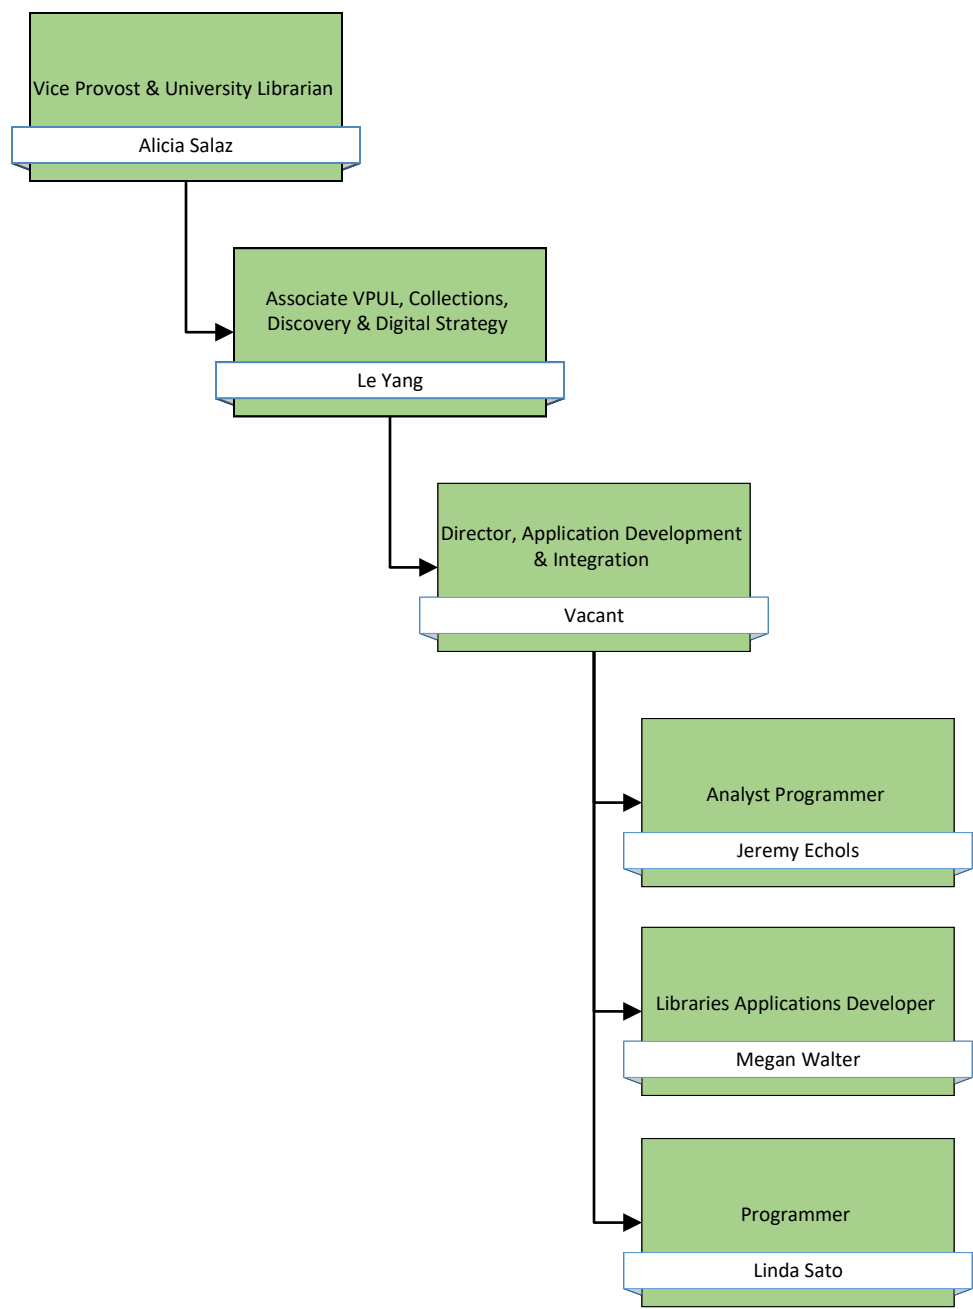 Vice Provost & University Librarian
Alicia Salaz
Associate VPUL, Collections,
Discovery & Digital Strategy
Le Yang
Director, Application Development
& Integration
Vacant
Analyst Programmer
Jeremy Echols
Libraries Applications Developer
Megan Walter
Programmer
Linda Sato